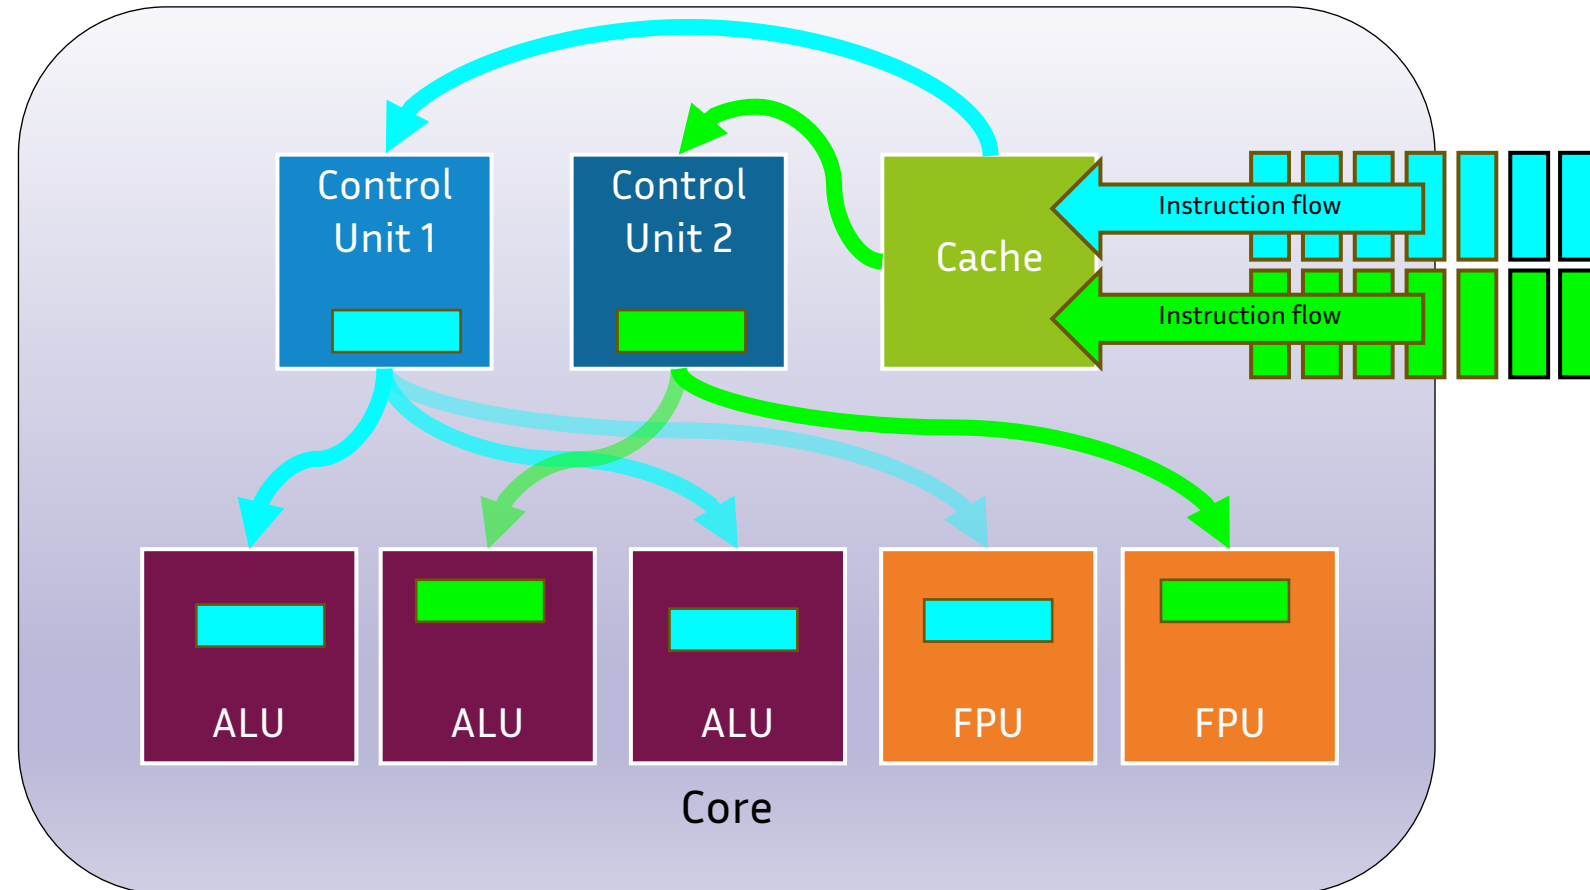 Control
Unit 1
Control
Unit 2
Cache
Instruction flow
Instruction flow
ALU
ALU
ALU
FPU
FPU
Core